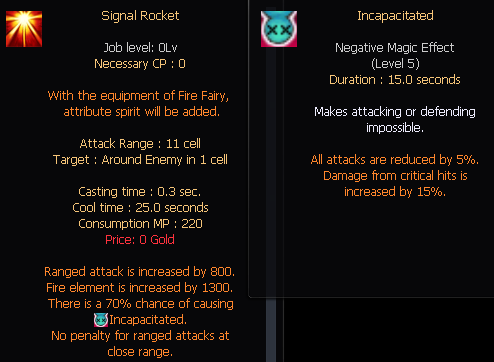 Signal Rocket
Job level: 0Lv
Necessary CP : 0
With the equipment of Fire Fairy,
attribute spirit will be added.
Attack Range : 11 cell
Target : Around Enemy in 1 cell
Casting time : 0.3 sec.
Cool time : 25.0 seconds
Consumption MP : 220
Price: 0 Gold
Ranged attack is increased by 800.
Fire element is increased by 1300.
There is a 70% chance of causing
Incapacitated.
No penalty for ranged attacks at
close range.
Incapacitated
Negative Magic Effect
(Level 5)
Duration : 15.0 seconds
Makes attacking or defending
impossible.
All attacks are reduced by 5%.
Damage from critical hits is
increased by 15%.